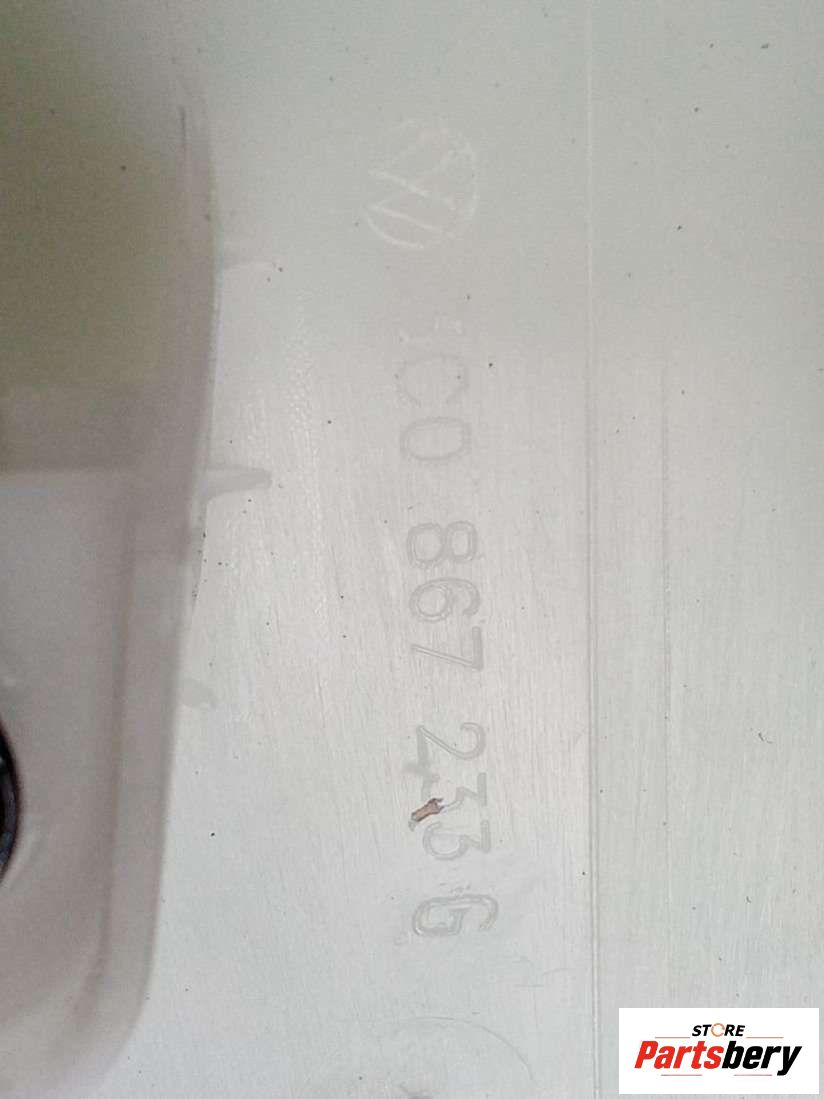 1C0 867 233 G
STORE
Partsbery